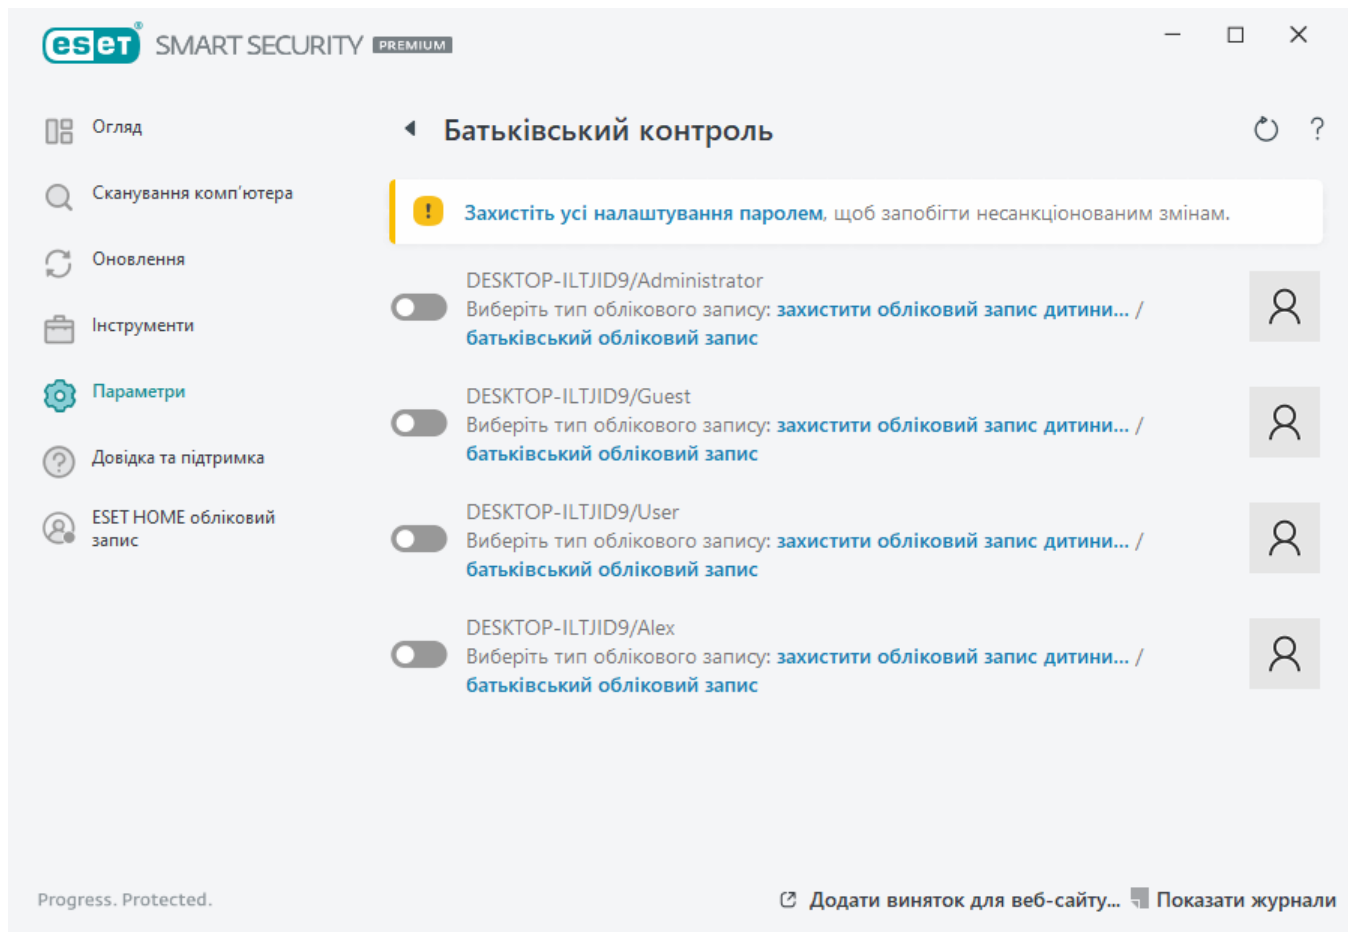 eset® SMART SECURITY PREMIUM
Огляд
Сканування комп'ютера
Оновлення
Інструменти
Параметри
Довідка та підтримка
ESET HOME обліковий
запис
Батьківський контроль
?
Захистіть усі налаштування паролем, щоб запобігти несанкціонованим змінам.
DESKTOP-ILTJID9/Administrator
Виберіть тип облікового запису: захистити обліковий запис дитини... /
батьківський обліковий запис
DESKTOP-ILTJID9/Guest
Виберіть тип облікового запису: захистити обліковий запис дитини... /
батьківський обліковий запис
DESKTOP-ILTJID9/User
Виберіть тип облікового запису: захистити обліковий запис дитини... /
батьківський обліковий запис
DESKTOP-ILTJID9/Alex
Виберіть тип облікового запису: захистити обліковий запис дитини... /
батьківський обліковий запис
Progress. Protected.
Додати виняток для веб-сайту... Показати журнали